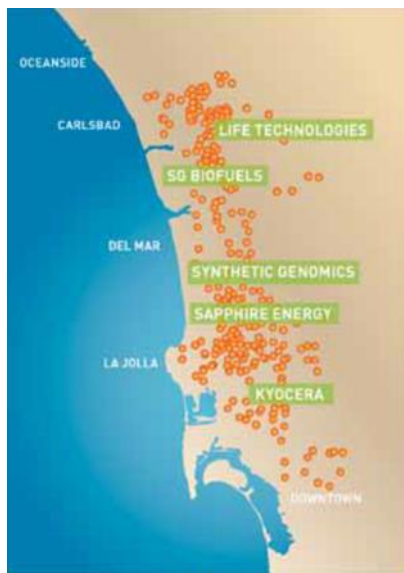 OCEANSIDE
CARLSBAD
LIFE TECHNOLOGIES
SG BIOFUELS
DEL MAR
SYNTHETIC GENOMICS
SAPPHIRE ENERGY
LA JOLLA
KYOCERA
DOWNTOWN